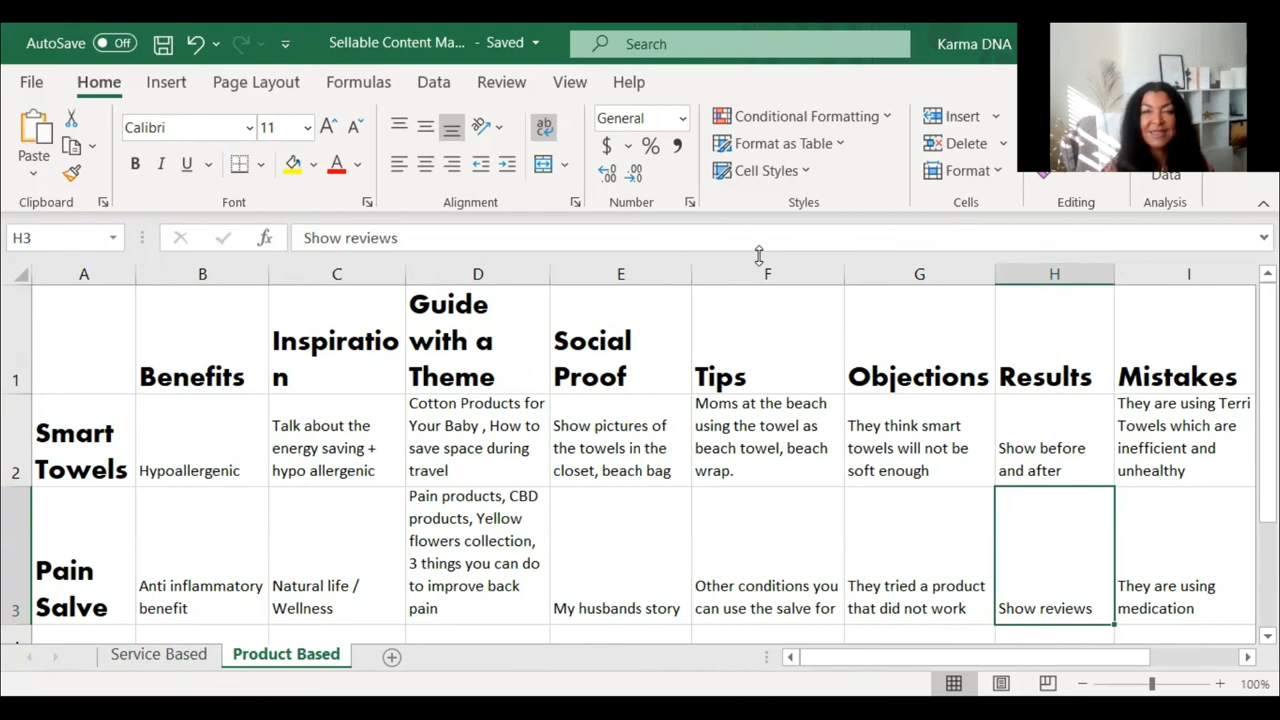 AutoSave Off Sellable Content Ma... - Saved Search Karma DNA
File Home Insert Page Layout Formulas Data Review View Help
Paste
Calibri 11 A A
B I U A
ab
General
$ % ,
Conditional Formatting
Format as Table
Cell Styles
Insert
Delete
Format
Data
Clipboard Font Alignment Number Styles Cells Editing Analysis
H3 fx Show reviews
A B C D E F G H I
1
Benefits
Inspiratio
n
Guide
with a
Theme
Social
Proof
Tips
Objections
Results
Mistakes
2
Smart
Towels
Hypoallergenic
Talk about the
energy saving +
hypo allergenic
Cotton Products for
Your Baby , How to
save space during
travel
Show pictures of
the towels in the
closet, beach bag
Moms at the beach
using the towel as
beach towel, beach
wrap.
They think smart
towels will not be
soft enough
Show before
and after
They are using Terri
Towels which are
inefficient and
unhealthy
3
Pain
Salve
Anti inflammatory
benefit
Natural life /
Wellness
Pain products, CBD
products, Yellow
flowers collection,
3 things you can do
to improve back
pain
My husbands story
Other conditions you
can use the salve for
They tried a product
that did not work
Show reviews
They are using
medication
Service Based Product Based
100%